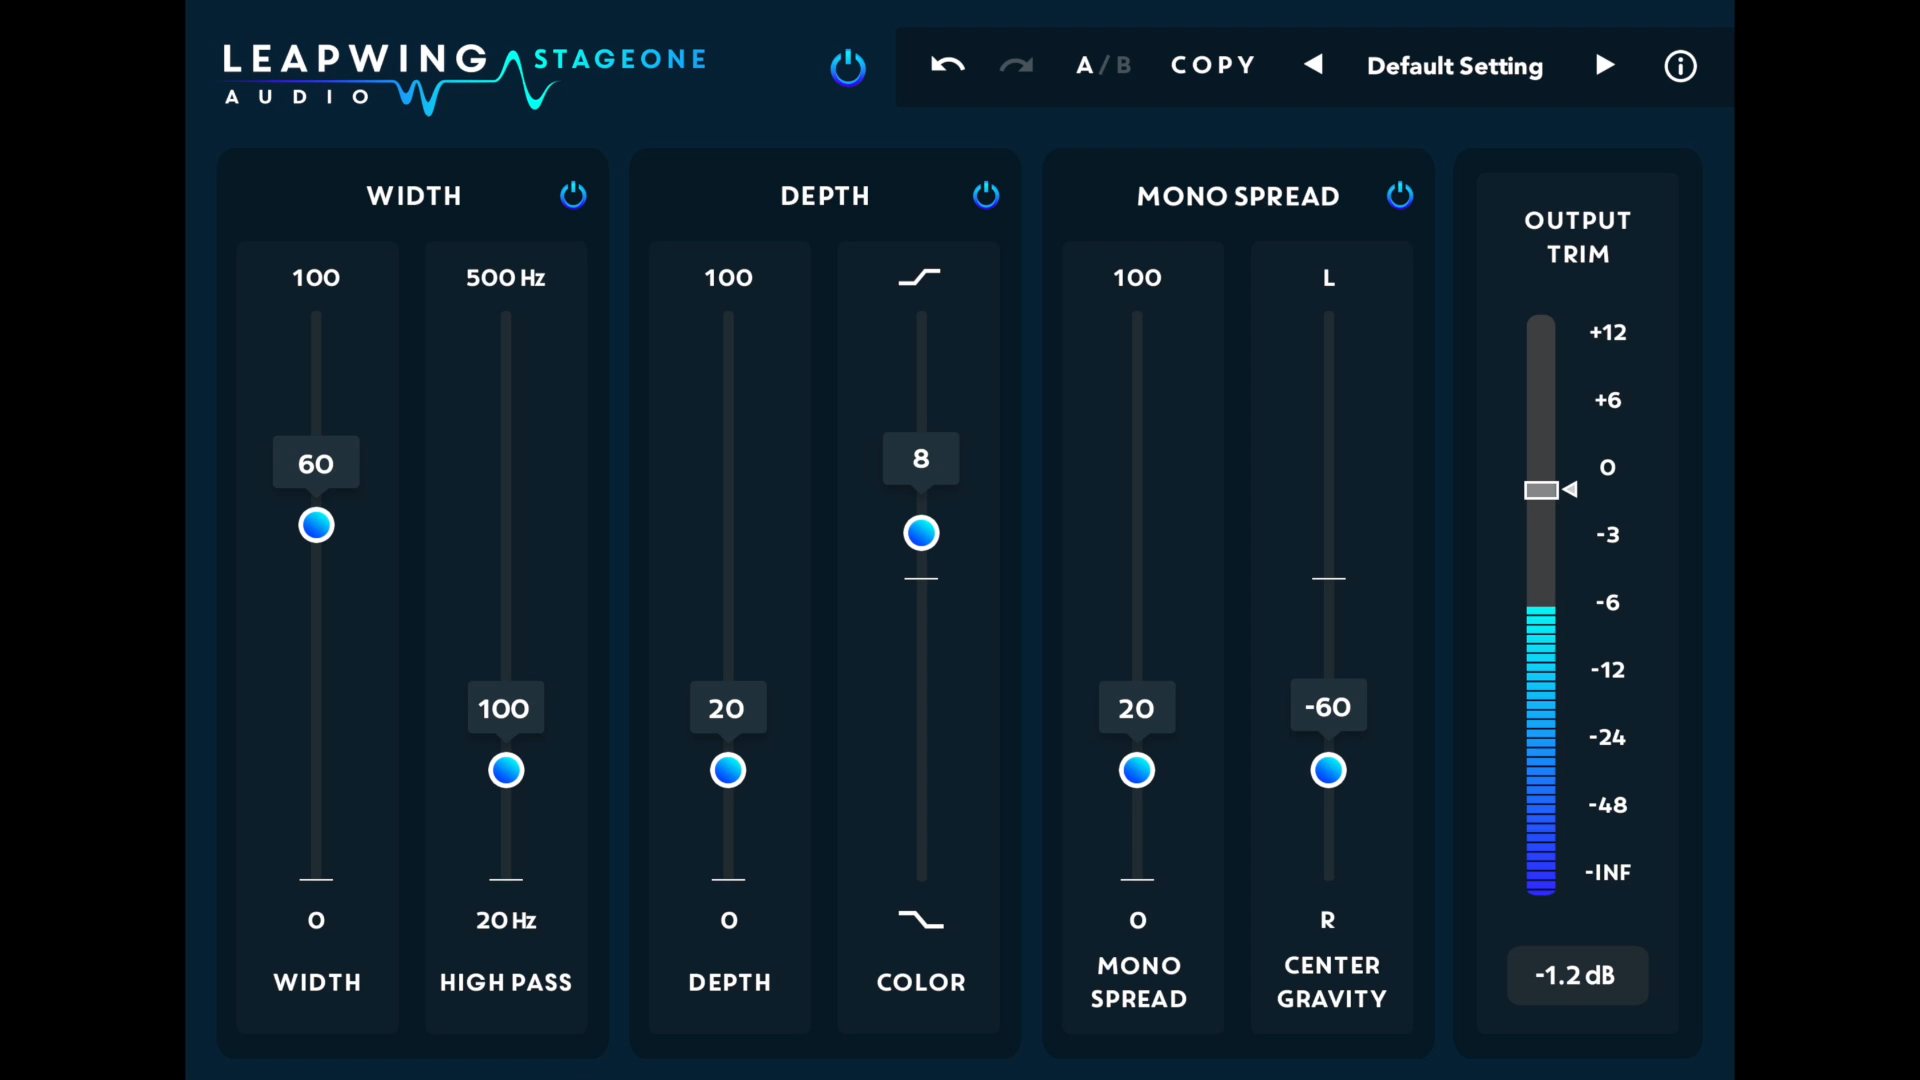 LEAPWING STAGEONE
AUDIO
A/B COPY Default Setting
WIDTH
100
60
0
WIDTH
500 Hz
100
20 Hz
HIGH PASS
DEPTH
100
20
0
DEPTH
8
COLOR
MONO SPREAD
100
20
0
MONO
SPREAD
L
-60
R
CENTER
GRAVITY
OUTPUT
TRIM
+12
+6
0
-3
-6
-12
-24
-48
-INF
-1.2 dB